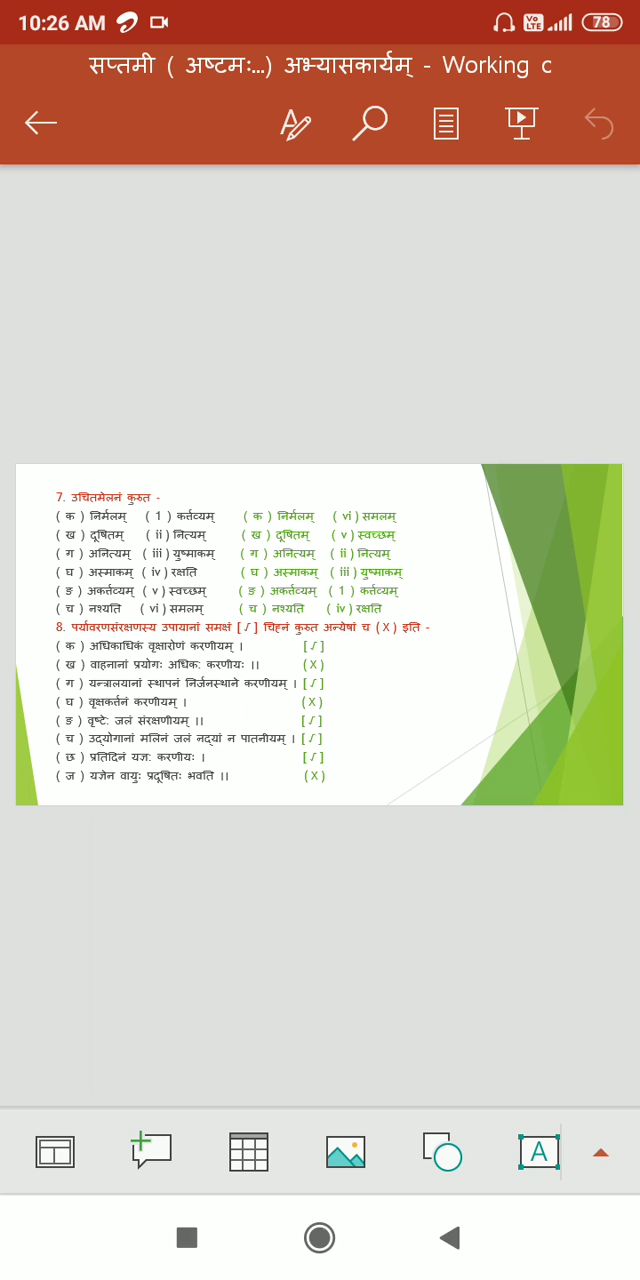 10:26 AM
Vo LTE
78
सप्तमी ( अष्टमः...) अभ्यासकार्यम् - Working c
7. उचितमेलनं कुरुत -
( क ) निर्मलम् ( 1 ) कर्त्तव्यम् ( क ) निर्मलम् ( vi ) समलम्
( ख ) दूषितम् ( ii ) नित्यम् ( ख ) दूषितम् ( v ) स्वच्छम्
( ग ) अनित्यम् ( iii ) युष्माकम् ( ग ) अनित्यम् ( ii ) नित्यम्
( घ ) अस्माकम् ( iv ) रक्षति ( घ ) अस्माकम् ( iii ) युष्माकम्
( ङ ) अकर्तव्यम् ( v ) स्वच्छम् ( ङ ) अकर्तव्यम् ( 1 ) कर्त्तव्यम्
( च ) नश्यति ( vi ) समलम् ( च ) नश्यति ( iv ) रक्षति
8. पर्यावरणसंरक्षणस्य उपायानां समक्षं [ √ ] चिह्नं कुरुत अन्येषां च ( X ) इति -
( क ) अधिकाधिकं वृक्षारोणं करणीयम् । [ √ ]
( ख ) वाहनानां प्रयोगः अधिक: करणीयः ।। ( X )
( ग ) यन्त्रालयानां स्थापनं निर्जनस्थाने करणीयम् । [ √ ]
( घ ) वृक्षकर्तनं करणीयम् । ( X )
( ङ ) वृष्टे: जलं संरक्षणीयम् ।। [ √ ]
( च ) उद्योगानां मलिनं जलं नद्यां न पातनीयम् । [ √ ]
( छ ) प्रतिदिनं यज्ञ: करणीयः । [ √ ]
( ज ) यज्ञेन वायुः प्रदूषितः भवति ।। ( X )
A